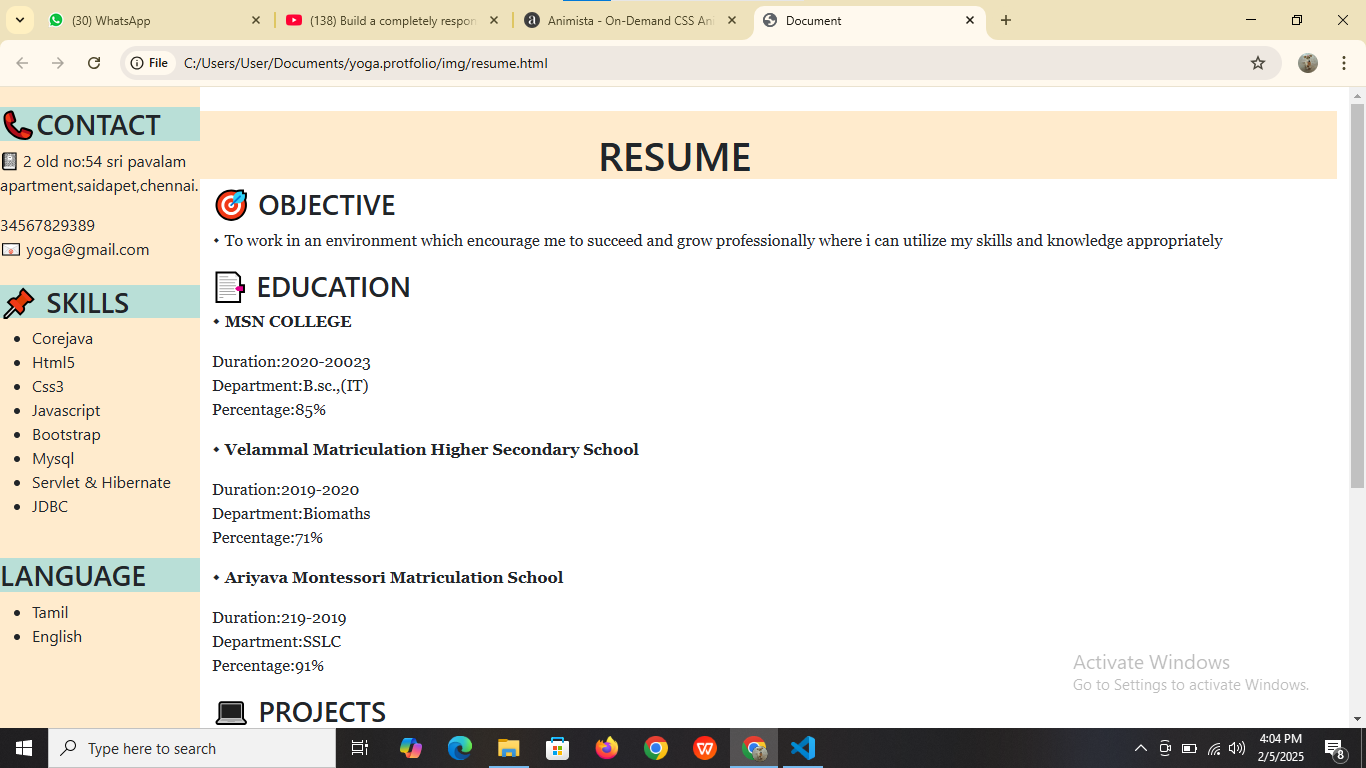 (30) WhatsApp
(138) Build a completely respon
Animista - On-Demand CSS Ani
Document
File
C:/Users/User/Documents/yoga.protfolio/img/resume.html
CONTACT
2 old no:54 sri pavalam
apartment,saidapet,chennai.
34567829389
yoga@gmail.com
SKILLS
• Corejava
• Html5
• Css3
• Javascript
• Bootstrap
• Mysql
• Servlet & Hibernate
• JDBC
LANGUAGE
• Tamil
• English
RESUME
OBJECTIVE
• To work in an environment which encourage me to succeed and grow professionally where i can utilize my skills and knowledge appropriately
EDUCATION
• MSN COLLEGE
Duration:2020-20023
Department:B.sc.,(IT)
Percentage:85%
• Velammal Matriculation Higher Secondary School
Duration:2019-2020
Department:Biomaths
Percentage:71%
• Ariyava Montessori Matriculation School
Duration:219-2019
Department:SSLC
Percentage:91%
PROJECTS
Activate Windows
Go to Settings to activate Windows.
Type here to search
4:04 PM
2/5/2025
8